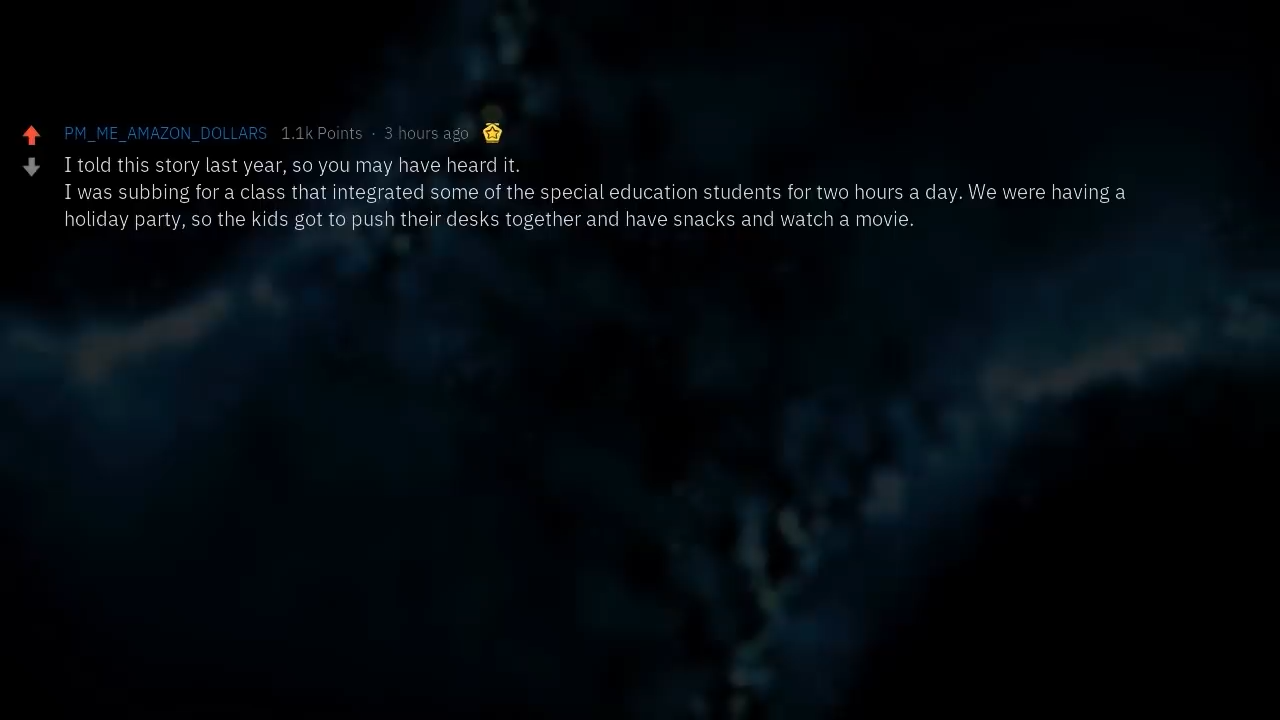 PM_ME_AMAZON_DOLLARS 1.1k Points · 3 hours ago
I told this story last year, so you may have heard it.
I was subbing for a class that integrated some of the special education students for two hours a day. We were having a
holiday party, so the kids got to push their desks together and have snacks and watch a movie.